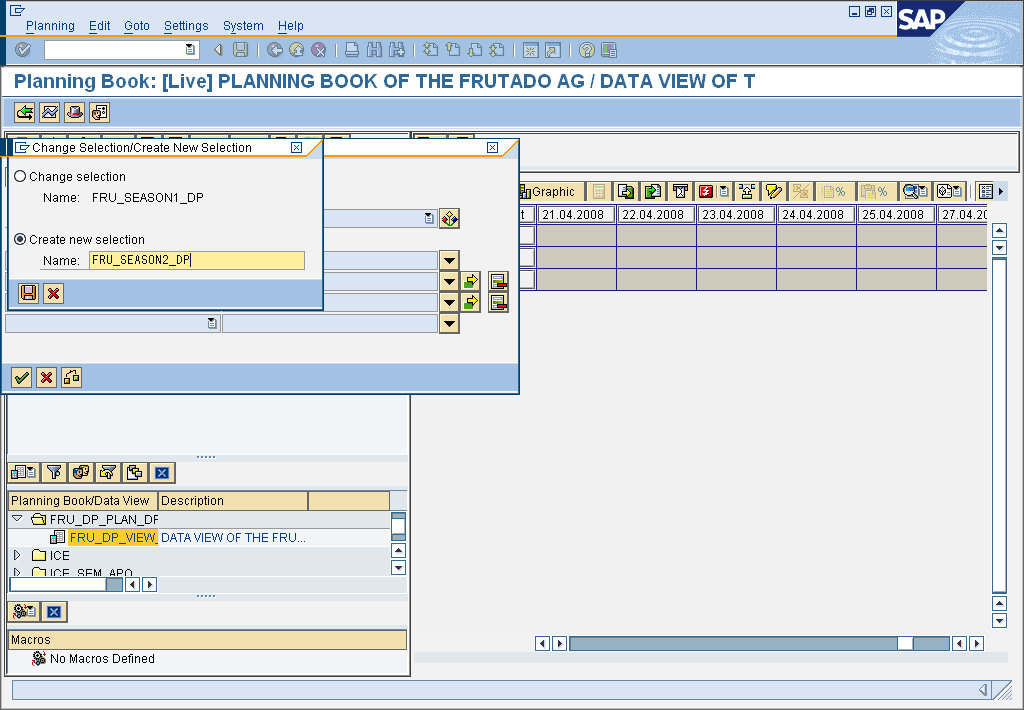 Planning Edit Goto Settings System Help
SAP
Planning Book: [Live] PLANNING BOOK OF THE FRUTADO AG / DATA VIEW OF T
Change Selection/Create New Selection
Change selection
Name: FRU_SEASON1_DP
Create new selection
Name: FRU_SEASON2_DP
Graphic
21.04.2008 22.04.2008 23.04.2008 24.04.2008 25.04.2008 27.04.20
Planning Book/Data View Description
FRU_DP_PLAN_DP
FRU_DP_VIEW_ DATA VIEW OF THE FRU...
ICE
ICE_SEM_APO
Macros
No Macros Defined